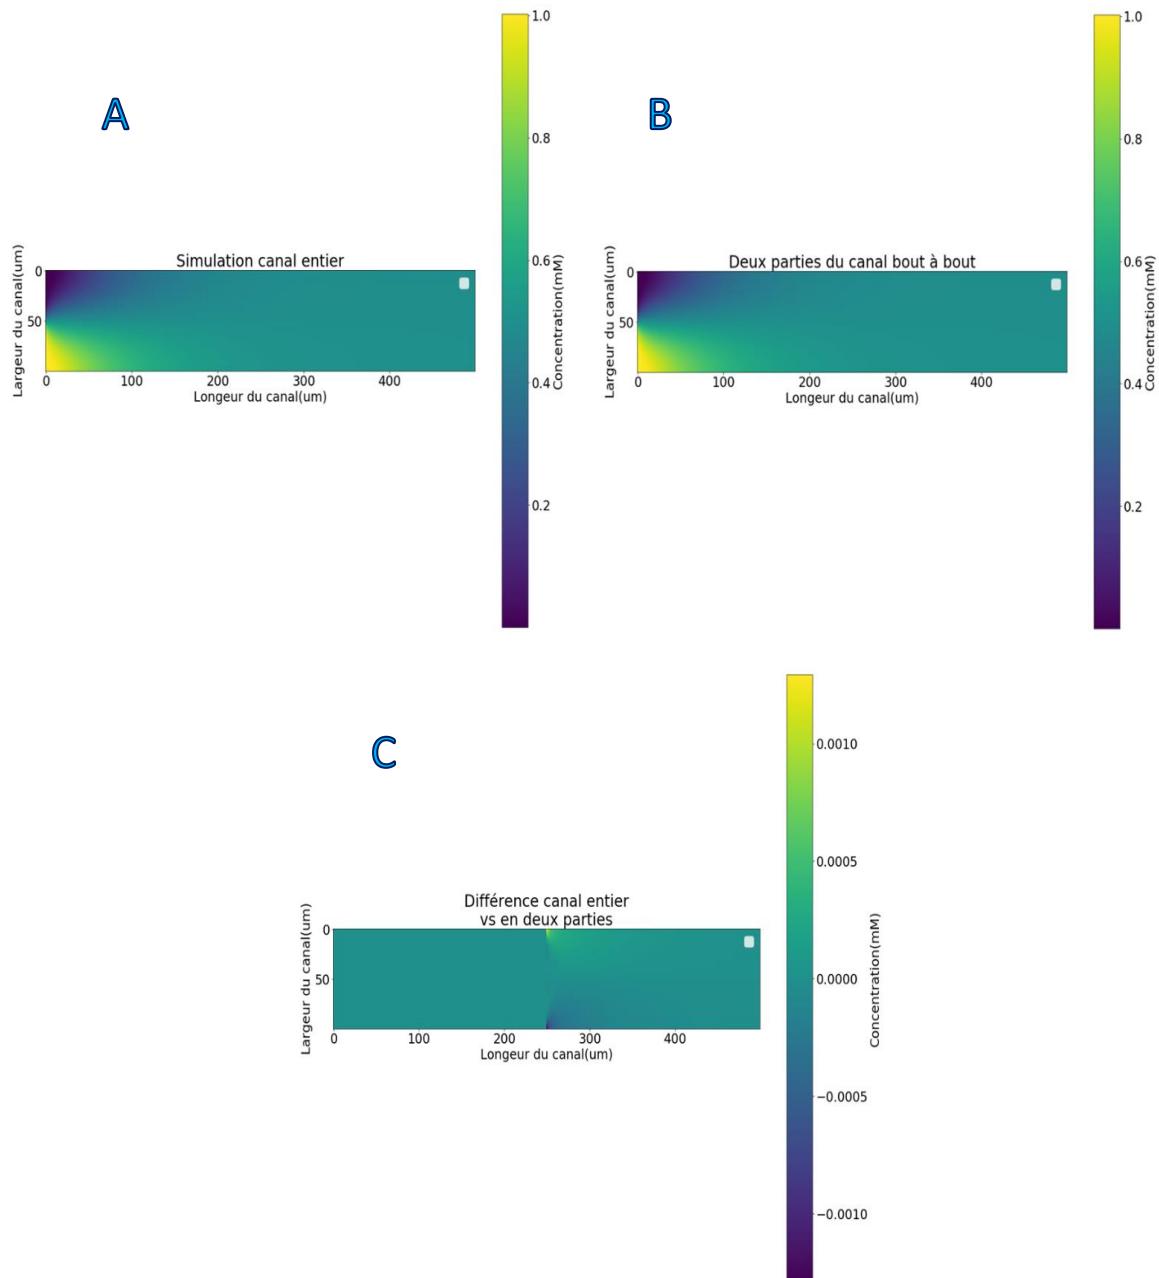 A
Simulation canal entier
Largeur du canal(um)
0
50
0 100 200 300 400
Longeur du canal(um)
1.0
0.8
0.6
0.4
0.2
Concentration(mM)
B
Deux parties du canal bout à bout
Largeur du canal(um)
0
50
0 100 200 300 400
Longeur du canal(um)
1.0
0.8
0.6
0.4
0.2
Concentration(mM)
C
Différence canal entier
vs en deux parties
Largeur du canal(um)
0
50
0 100 200 300 400
Longeur du canal(um)
0.0010
0.0005
0.0000
−0.0005
−0.0010
Concentration(mM)